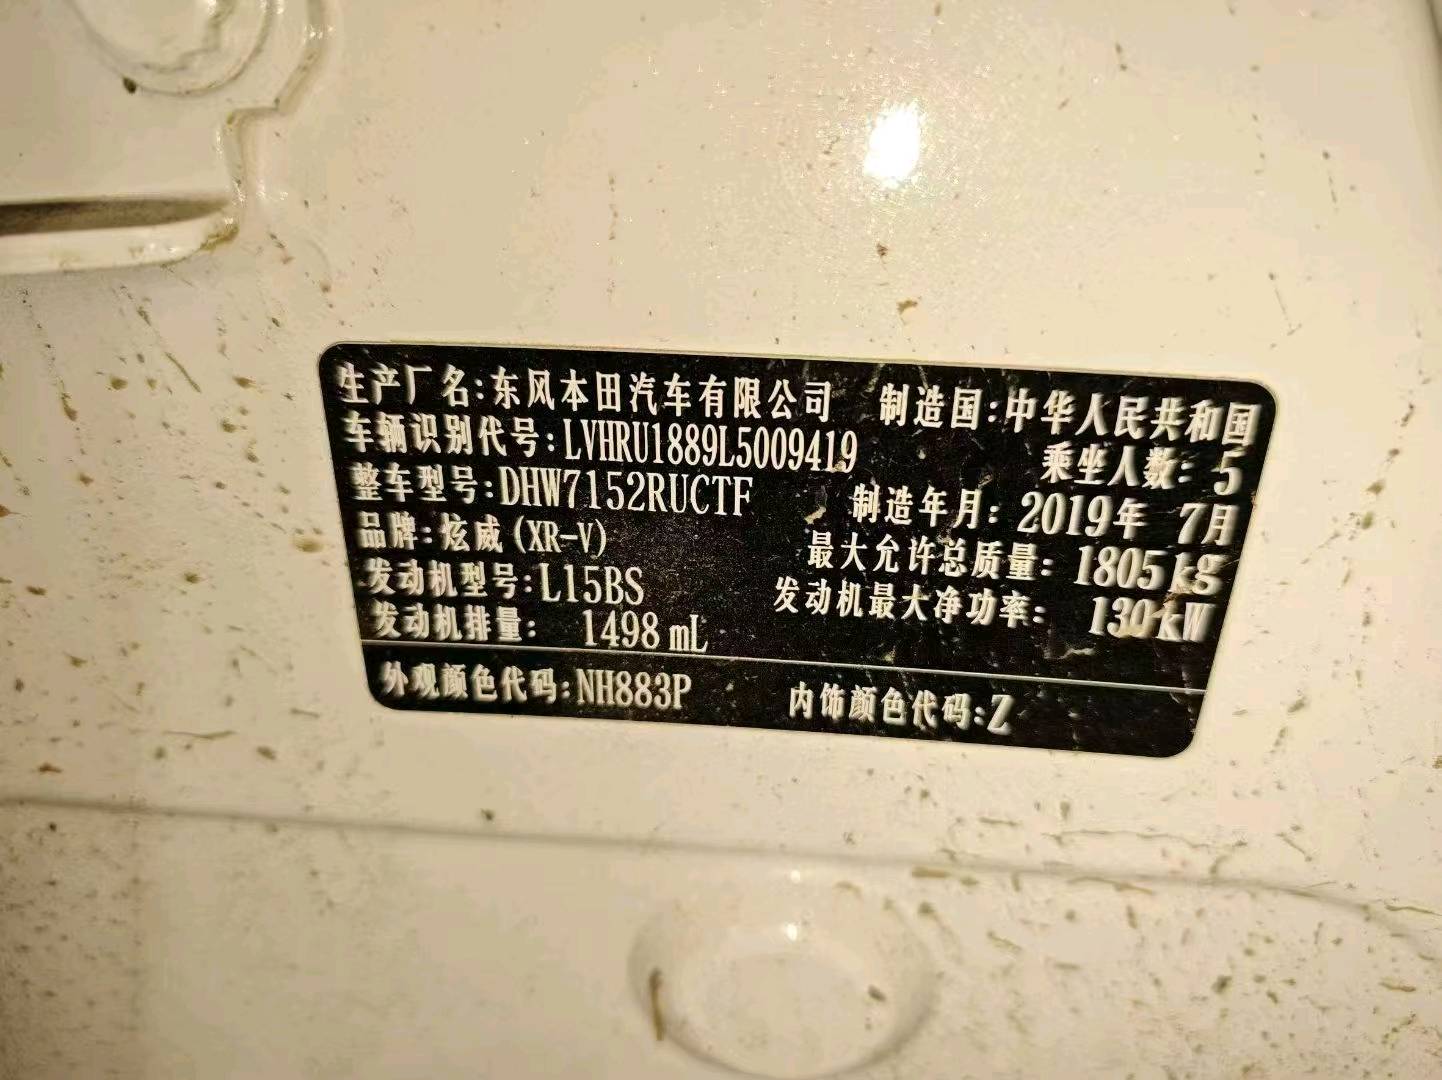 生产厂名:东风本田汽车有限公司 制造国:中华人民共和国
车辆识别代号:LVHRU1889L5009419 乘坐人数:5
整车型号:DHW7152RUCTF 制造年月:2019年 7月
品牌:炫威(XR-V) 最大允许总质量:1805kg
发动机型号:L15BS 发动机最大净功率: 130kW
发动机排量: 1498mL
外观颜色代码:NH883P 内饰颜色代码:Z